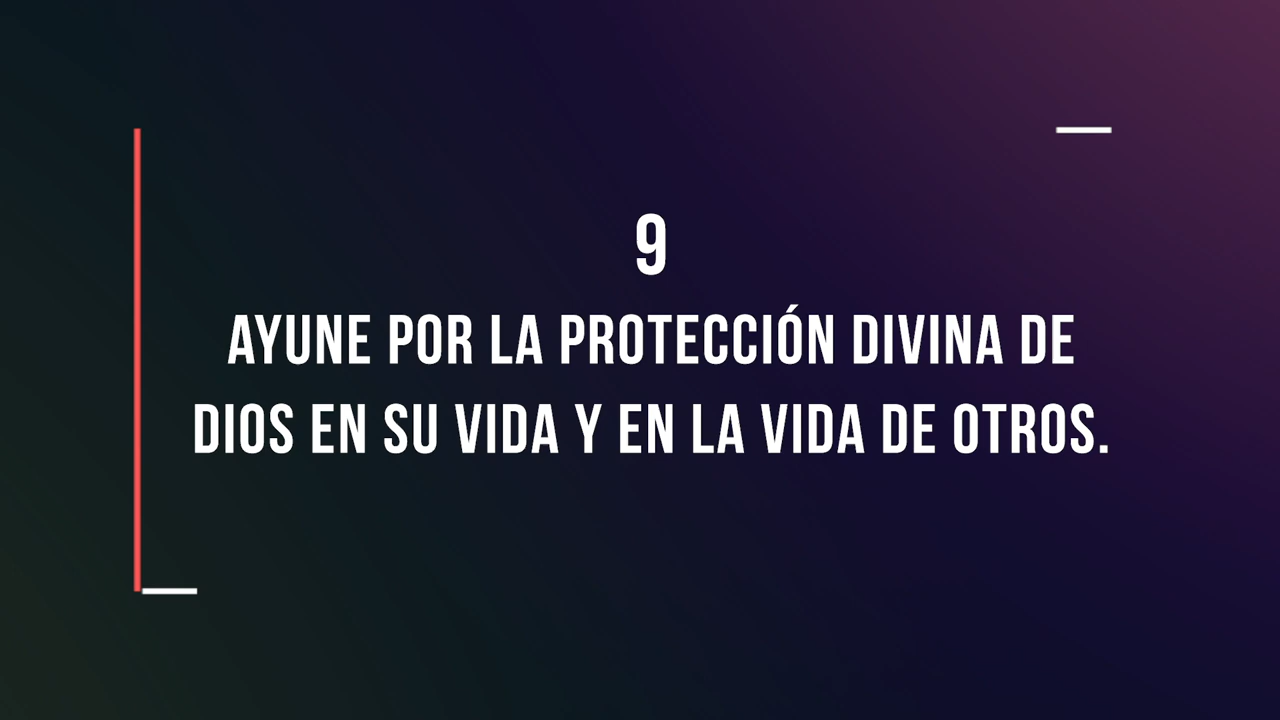 9
AYUNE POR LA PROTECCIÓN DIVINA DE
DIOS EN SU VIDA Y EN LA VIDA DE OTROS.